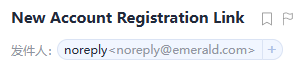 New Account Registration Link
发件人： noreply<noreply@emerald.com> +